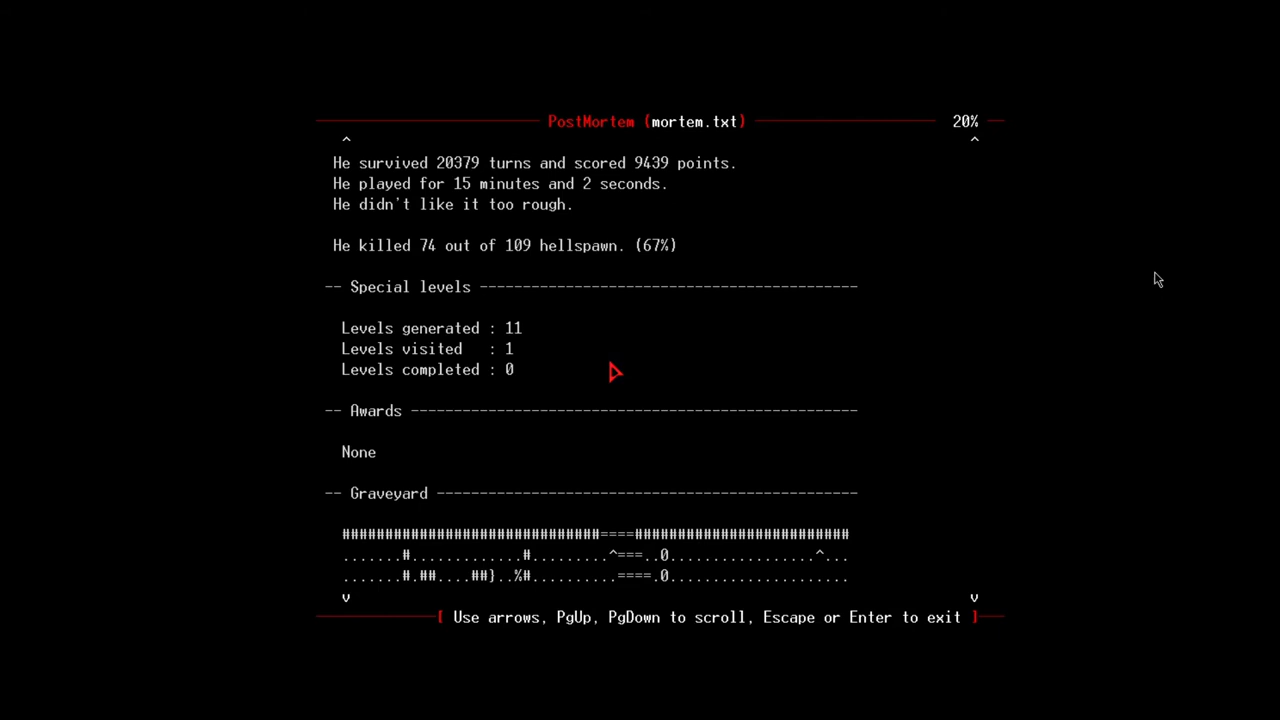 PostMortem (mortem.txt) 20%
^ ^
He survived 20379 turns and scored 9439 points.
He played for 15 minutes and 2 seconds.
He didn't like it too rough.
He killed 74 out of 109 hellspawn. (67%)
-- Special levels --------------------------------------------
Levels generated : 11
Levels visited   : 1
Levels completed : 0
-- Awards ----------------------------------------------------
None
-- Graveyard -------------------------------------------------
##############################====#########################
.......#.............#.........^===..0.................^...
.......#.##....##}..%#..........====.0.....................
v v
[ Use arrows, PgUp, PgDown to scroll, Escape or Enter to exit ]